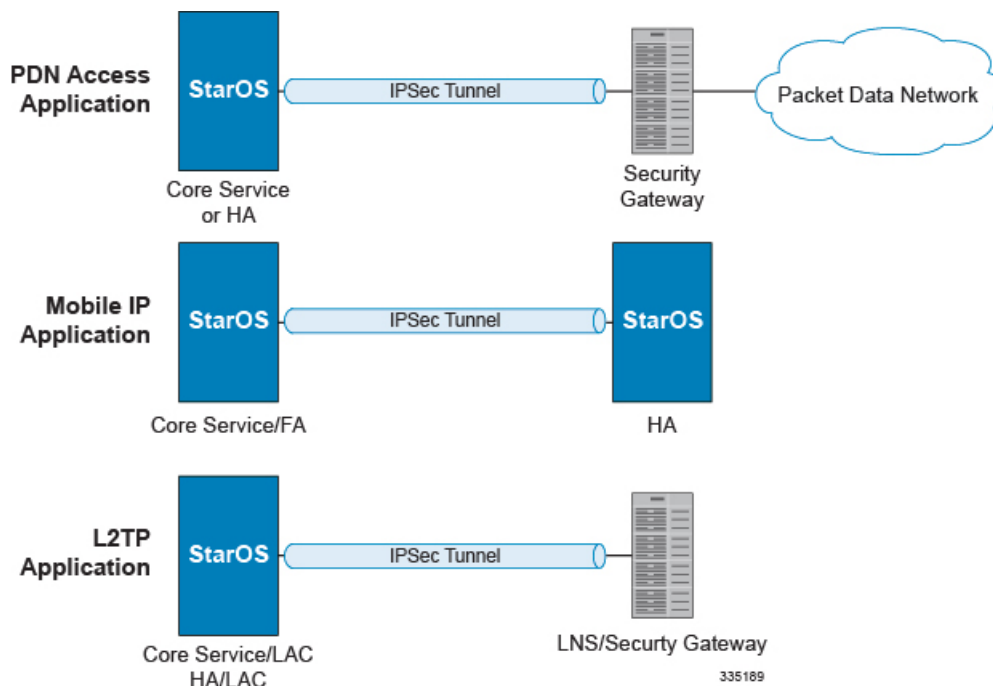 PDN Access
Application
StarOS
IPSec Tunnel
Packet Data Network
Core Service
or HA
Security
Gateway
Mobile IP
Application
StarOS
IPSec Tunnel
StarOS
Core Service/FA
HA
L2TP
Application
StarOS
IPSec Tunnel
Core Service/LAC
HA/LAC
LNS/Securty Gateway
335189